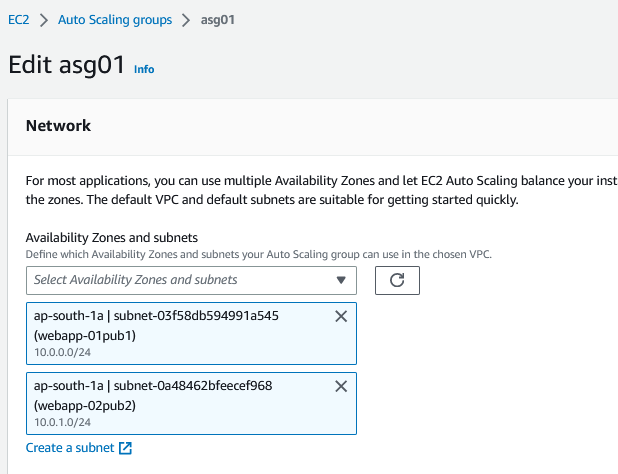 EC2 > Auto Scaling groups > asg01
Edit asg01 Info
Network
For most applications, you can use multiple Availability Zones and let EC2 Auto Scaling balance your inst
the zones. The default VPC and default subnets are suitable for getting started quickly.
Availability Zones and subnets
Define which Availability Zones and subnets your Auto Scaling group can use in the chosen VPC.
Select Availability Zones and subnets
ap-south-1a | subnet-03f58db594991a545
(webapp-01pub1)
10.0.0.0/24
ap-south-1a | subnet-0a48462bfeecef968
(webapp-02pub2)
10.0.1.0/24
Create a subnet